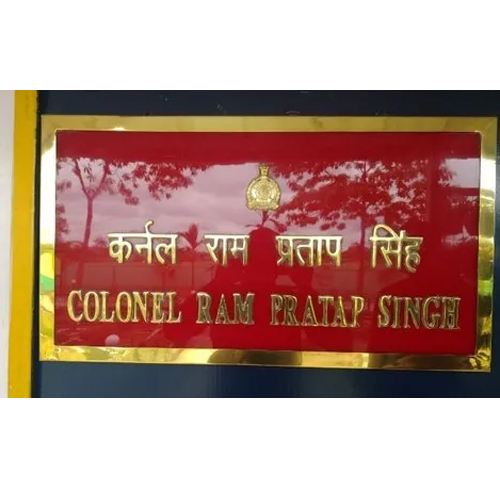 कर्नल राम प्रताप सिंह
COLONEL RAM PRATAP SINGH